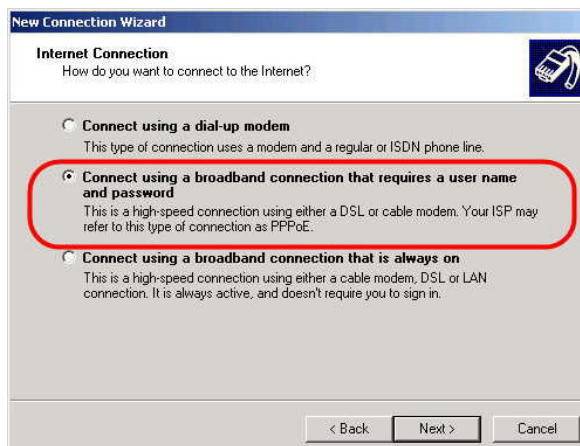 New Connection Wizard
Internet Connection
How do you want to connect to the Internet?
Connect using a dial-up modem
This type of connection uses a modem and a regular or ISDN phone line.
Connect using a broadband connection that requires a user name
and password
This is a high-speed connection using either a DSL or cable modem. Your ISP may
refer to this type of connection as PPPoE.
Connect using a broadband connection that is always on
This is a high-speed connection using either a cable modem, DSL or LAN
connection. It is always active, and doesn't require you to sign in.
< Back Next > Cancel